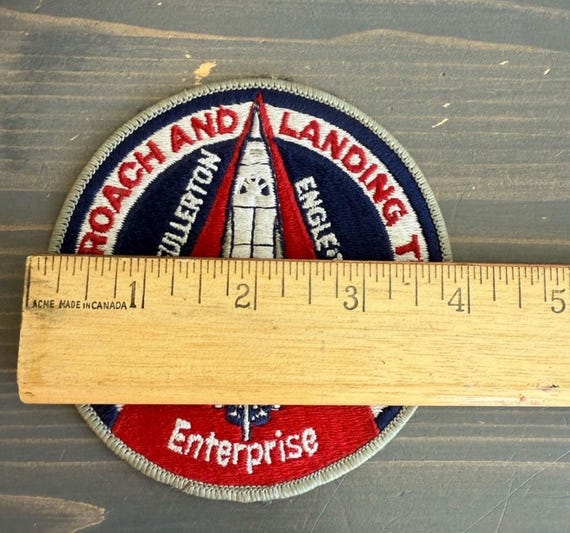 ROACH AND LANDING T
FULLERTON
ENGLE
1 2 3 4 5
ACME MADE IN CANADA
Enterprise